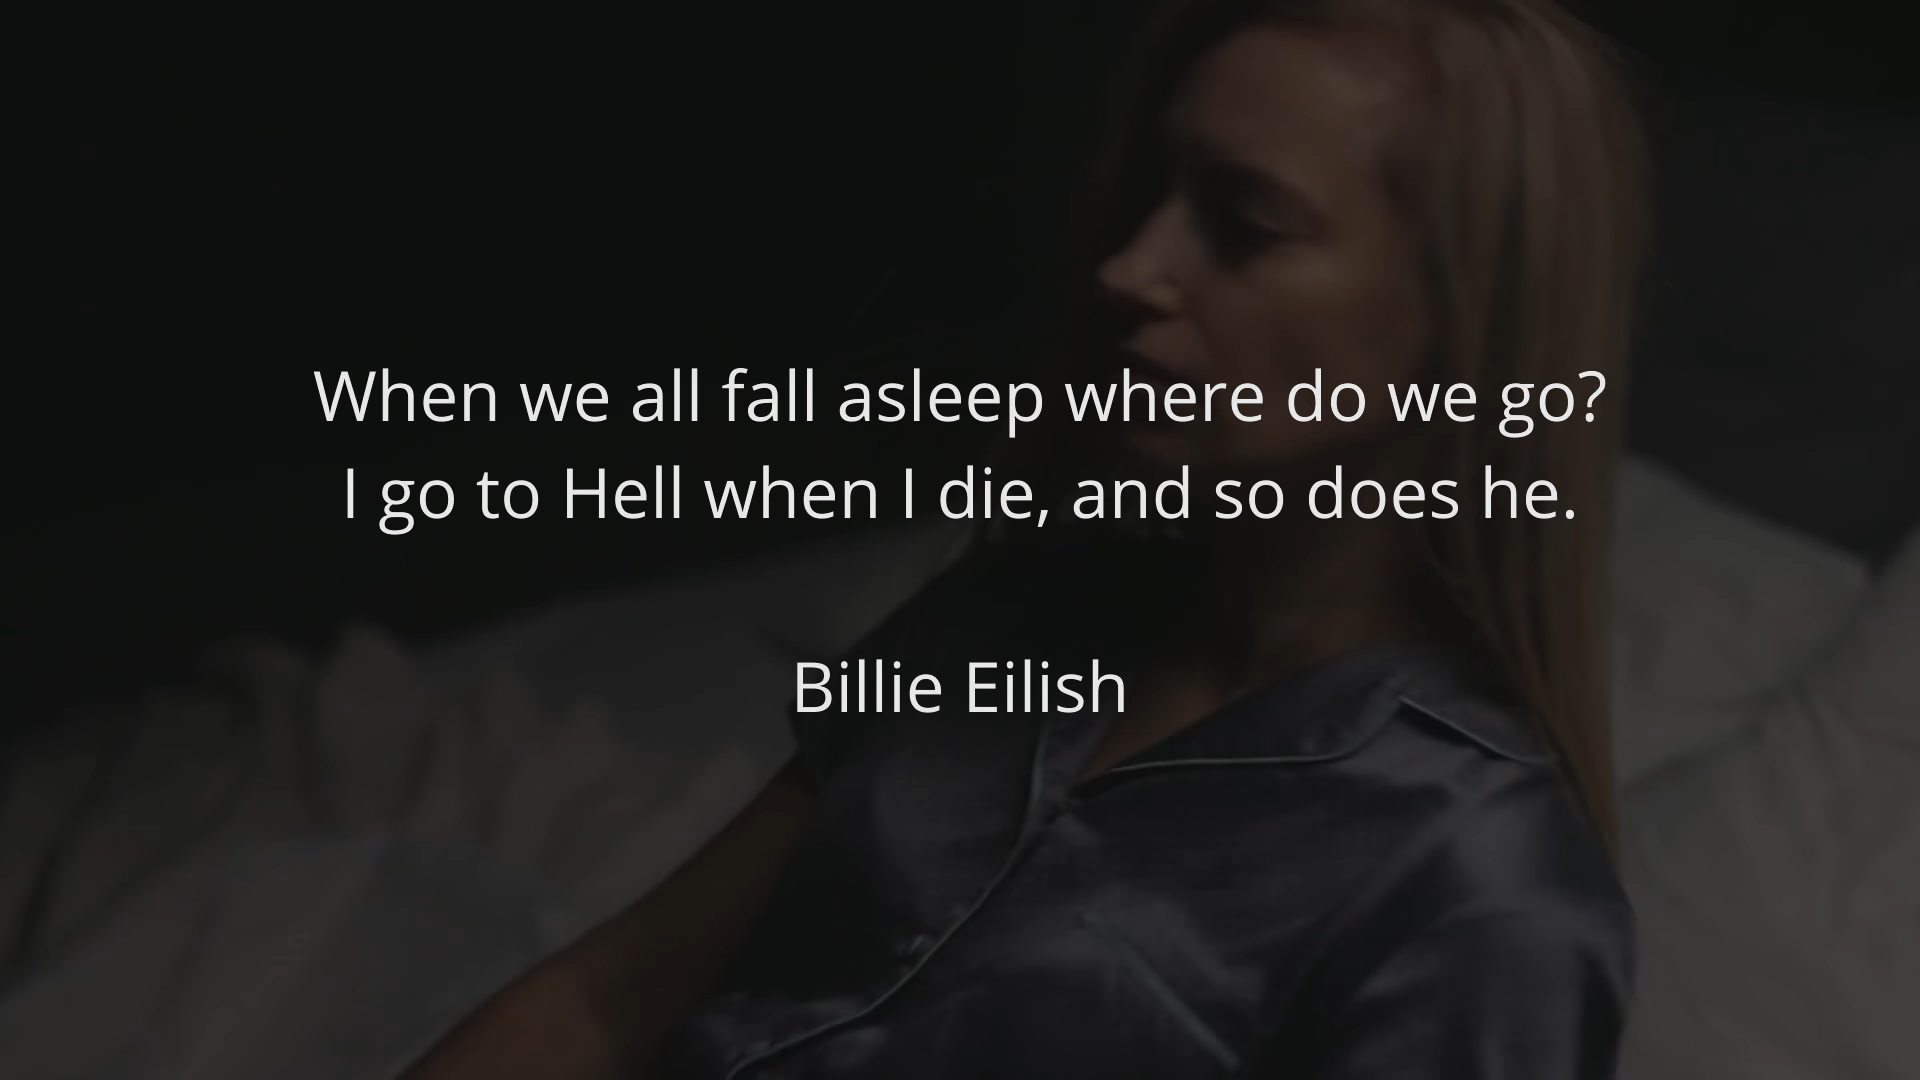 When we all fall asleep where do we go?
I go to Hell when I die, and so does he.
Billie Eilish